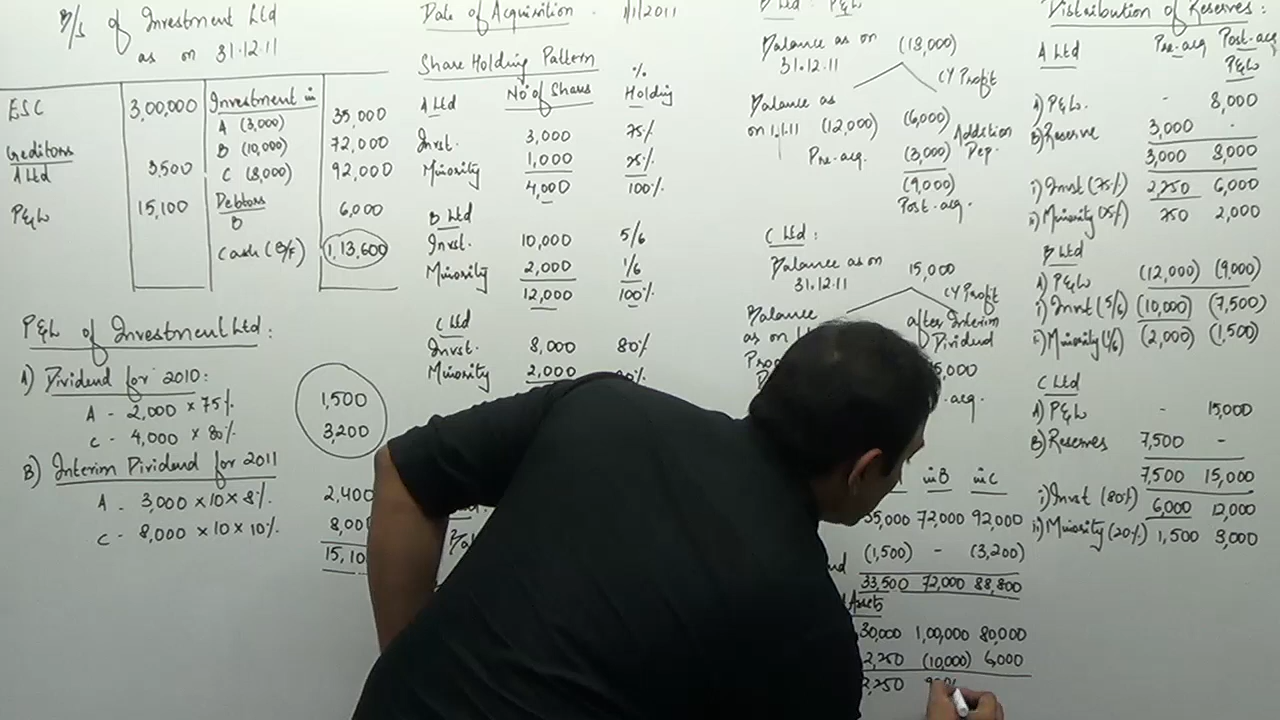 B/S of Investment Ltd
as on 31.12.11
ESC 3,00,000 Investment in
A (3,000) 35,000
B (10,000) 72,000
Creditors
A Ltd 3,500 C (8,000) 92,000
P&L 15,100 Debtors
B 6,000
Cash (B/F) 1,13,600
P&L of Investment Ltd:
A) Dividend for 2010:
A - 2,000 × 75% 1,500
C - 4,000 × 80% 3,200
B) Interim Dividend for 2011
A - 3,000 × 10 × 8% 2,400
C - 8,000 × 10 × 10% 8,00
15,10
Date of Acquisition - 1/1/2011
Share Holding Pattern
A Ltd No of Shares % Holding
Invst. 3,000 75%
Minority 1,000 25%
4,000 100%
B Ltd
Invst. 10,000 5/6
Minority 2,000 1/6
12,000 100%
C Ltd
Invst. 8,000 80%
Minority 2,000
B Ltd: P&L
Balance as on
31.12.11 (18,000)
CY Profit
Balance as
on 1.1.11 (12,000) (6,000)
Pre-acq. (3,000) Addition Dep.
(9,000)
Post-acq.
C Ltd:
Balance as on
31.12.11 15,000
CY Profit
after Interim
Dividend
Balance
as on
in B in C
35,000 72,000 92,000
(1,500) - (3,200)
33,500 72,000 88,800
Assets
30,000 1,00,000 80,000
2,250 (10,000) 6,000
2,250
Distribution of Reserves:
A Ltd Pre-acq Post-acq
P&L
A) P&L. - 8,000
B) Reserve 3,000 -
3,000 8,000
i) Invst (75%) 2,250 6,000
ii) Minority (25%) 750 2,000
B Ltd
A) P&L (12,000) (9,000)
i) Invst (5/6) (10,000) (7,500)
ii) Minority (1/6) (2,000) (1,500)
C Ltd
A) P&L - 15,000
B) Reserves 7,500 -
7,500 15,000
i) Invst (80%) 6,000 12,000
ii) Minority (20%) 1,500 3,000